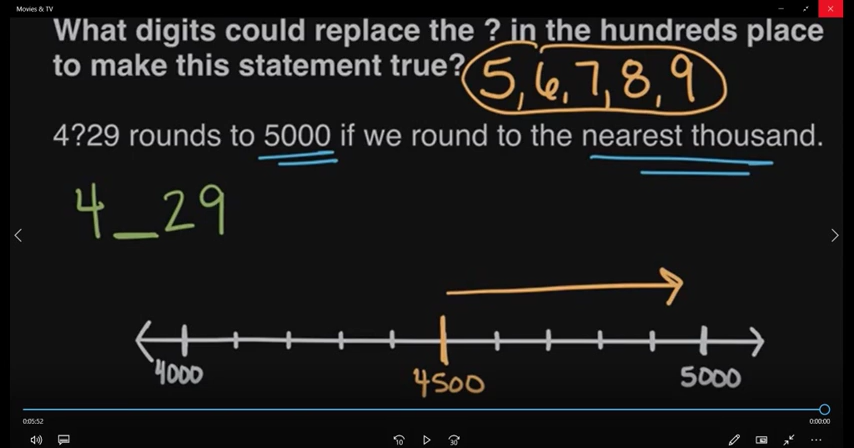 Movies & TV
What digits could replace the ? in the hundreds place
to make this statement true? 5, 6, 7, 8, 9
4?29 rounds to 5000 if we round to the nearest thousand.
4_29
4000 4500 5000
0:05:52 0:00:00
10 30